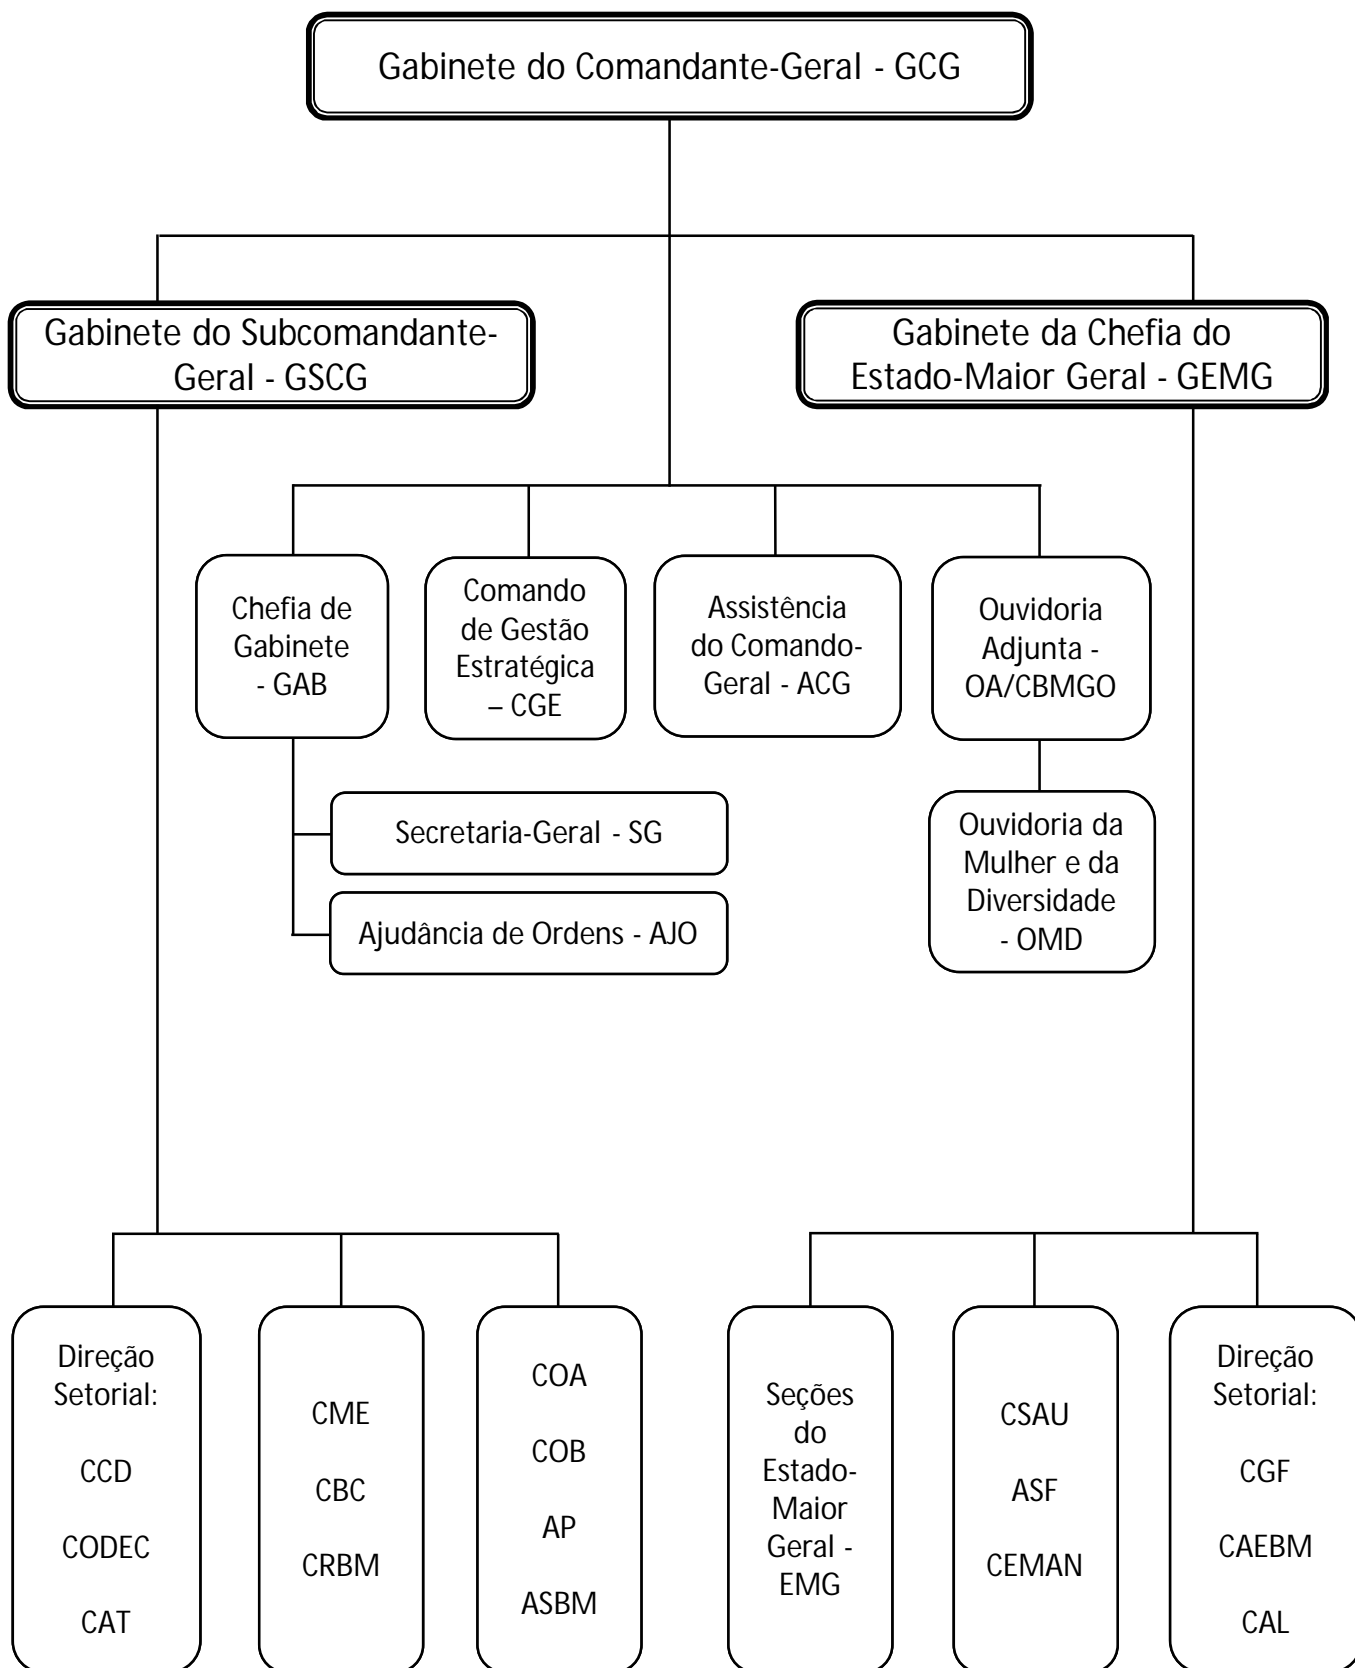 Gabinete do Comandante-Geral - GCG
Gabinete do Subcomandante-
Geral - GSCG
Gabinete da Chefia do
Estado-Maior Geral - GEMG
Chefia de
Gabinete
- GAB
Comando
de Gestão
Estratégica
– CGE
Assistência
do Comando-
Geral - ACG
Ouvidoria
Adjunta -
OA/CBMGO
Secretaria-Geral - SG
Ajudância de Ordens - AJO
Ouvidoria da
Mulher e da
Diversidade
- OMD
Direção
Setorial:
CCD
CODEC
CAT
CME
CBC
CRBM
COA
COB
AP
ASBM
Seções
do
Estado-
Maior
Geral -
EMG
CSAU
ASF
CEMAN
Direção
Setorial:
CGF
CAEBM
CAL